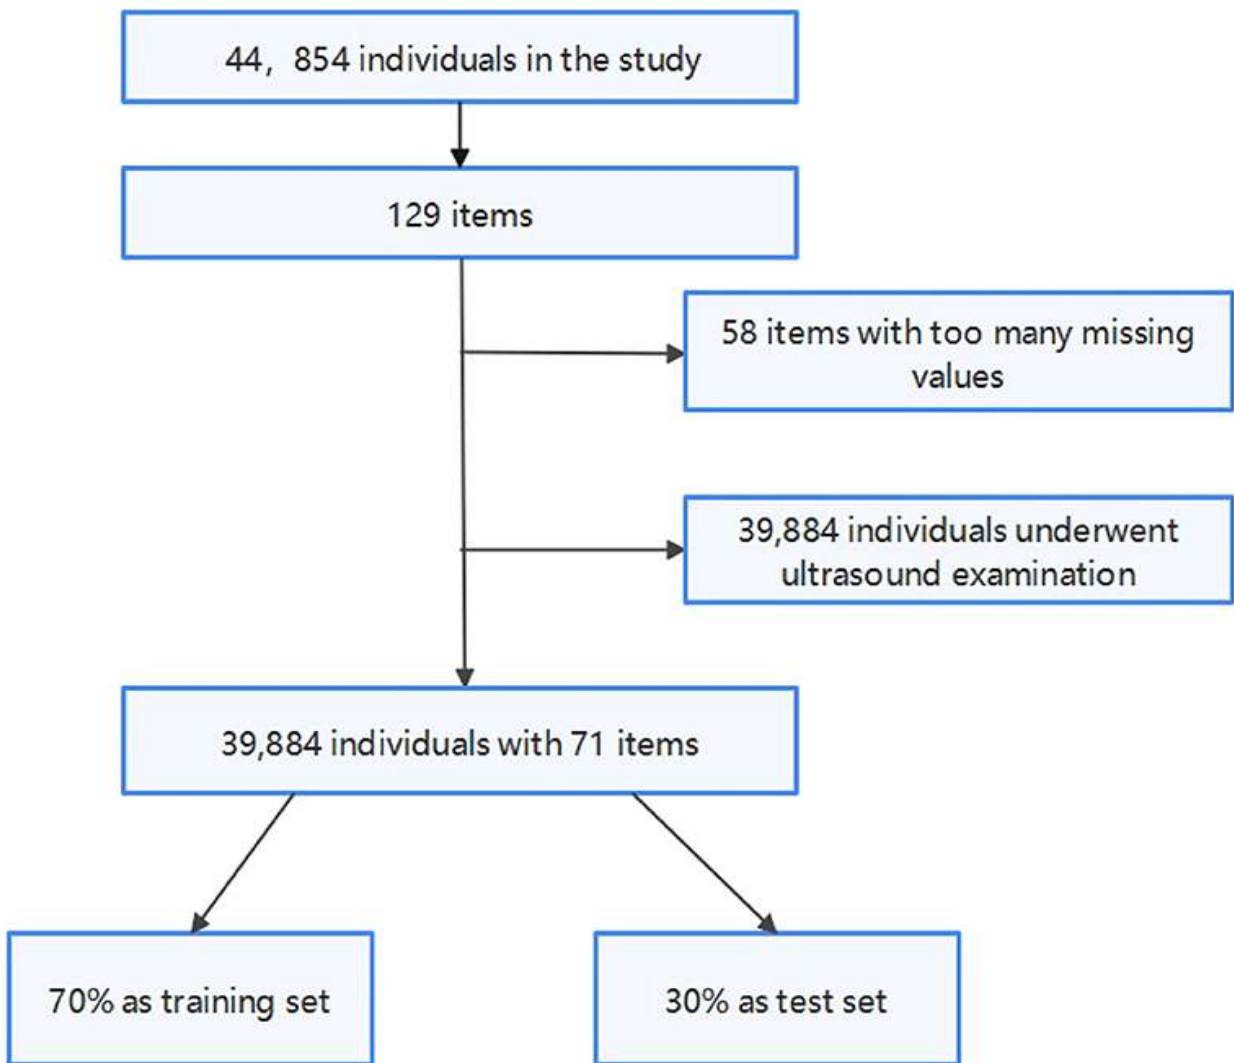 44, 854 individuals in the study
129 items
58 items with too many missing
values
39,884 individuals underwent
ultrasound examination
39,884 individuals with 71 items
70% as training set
30% as test set